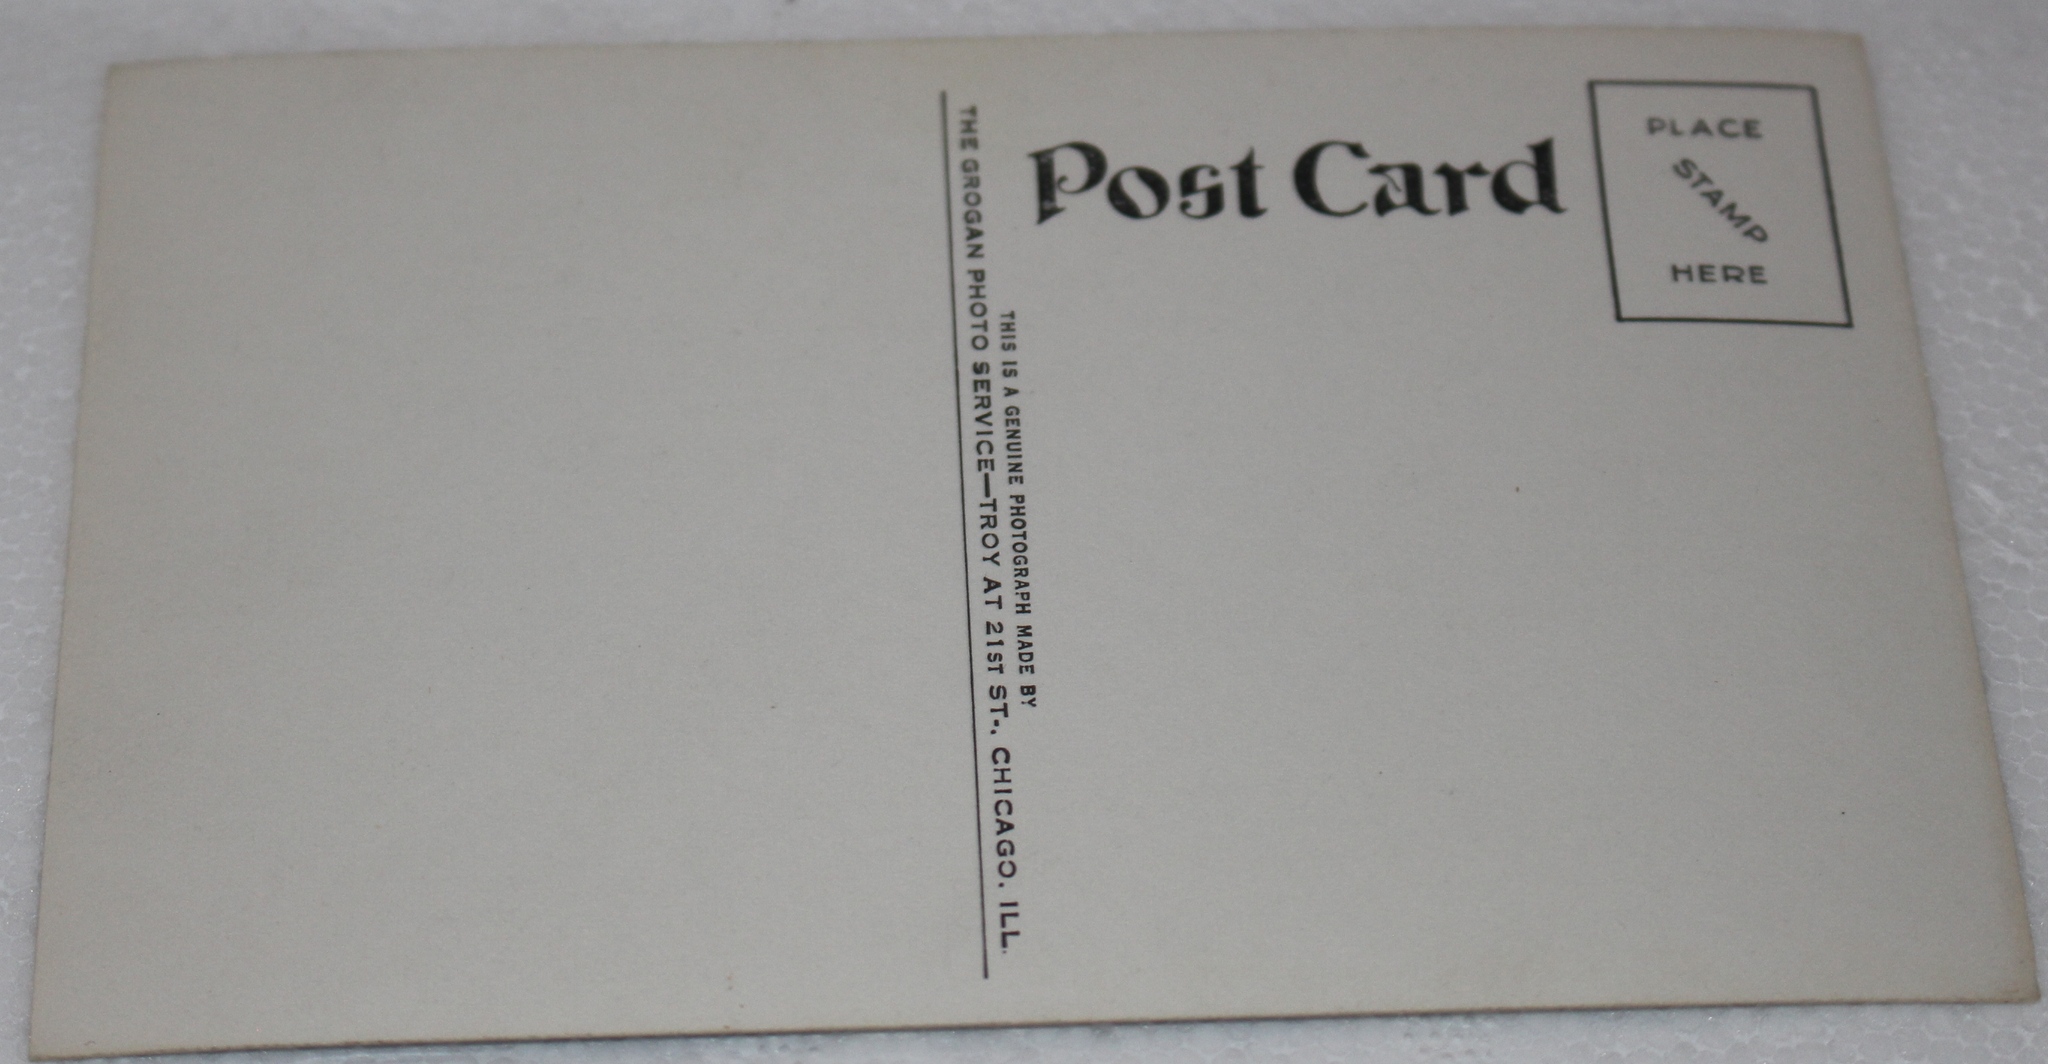 Post Card
PLACE
STAMP
HERE
THIS IS A GENUINE PHOTOGRAPH MADE BY
THE GROGAN PHOTO SERVICE—TROY AT 21ST ST., CHICAGO, ILL.